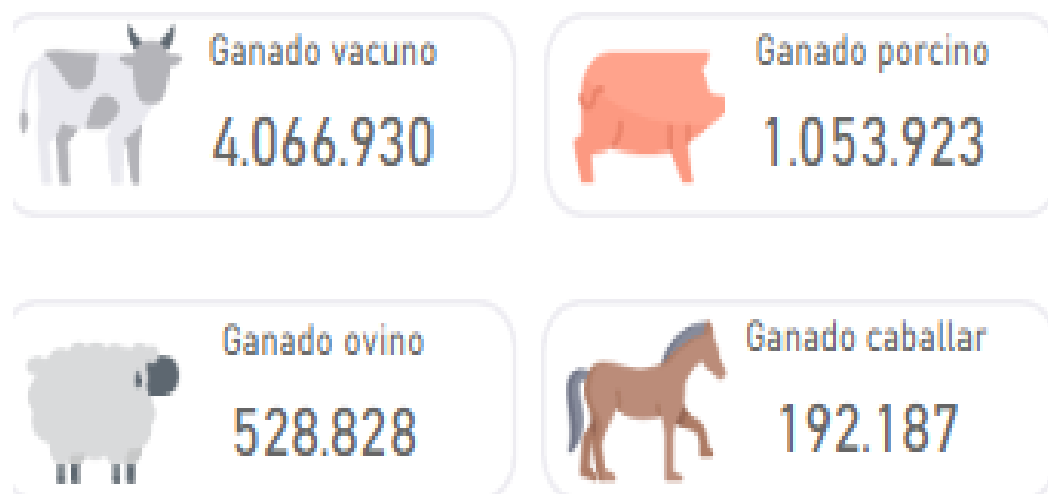 Ganado vacuno
4.066.930
Ganado porcino
1.053.923
Ganado ovino
528.828
Ganado caballar
192.187